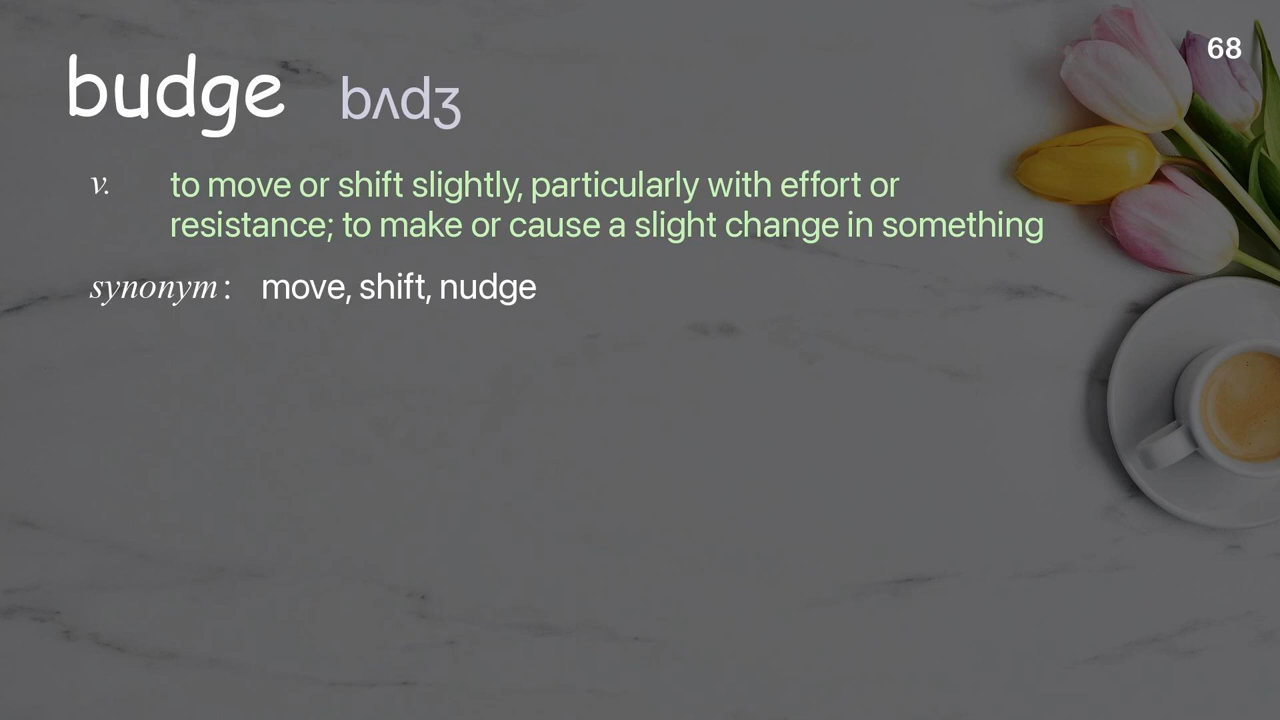 68
budge bʌdʒ
v. to move or shift slightly, particularly with effort or
resistance; to make or cause a slight change in something
synonym : move, shift, nudge